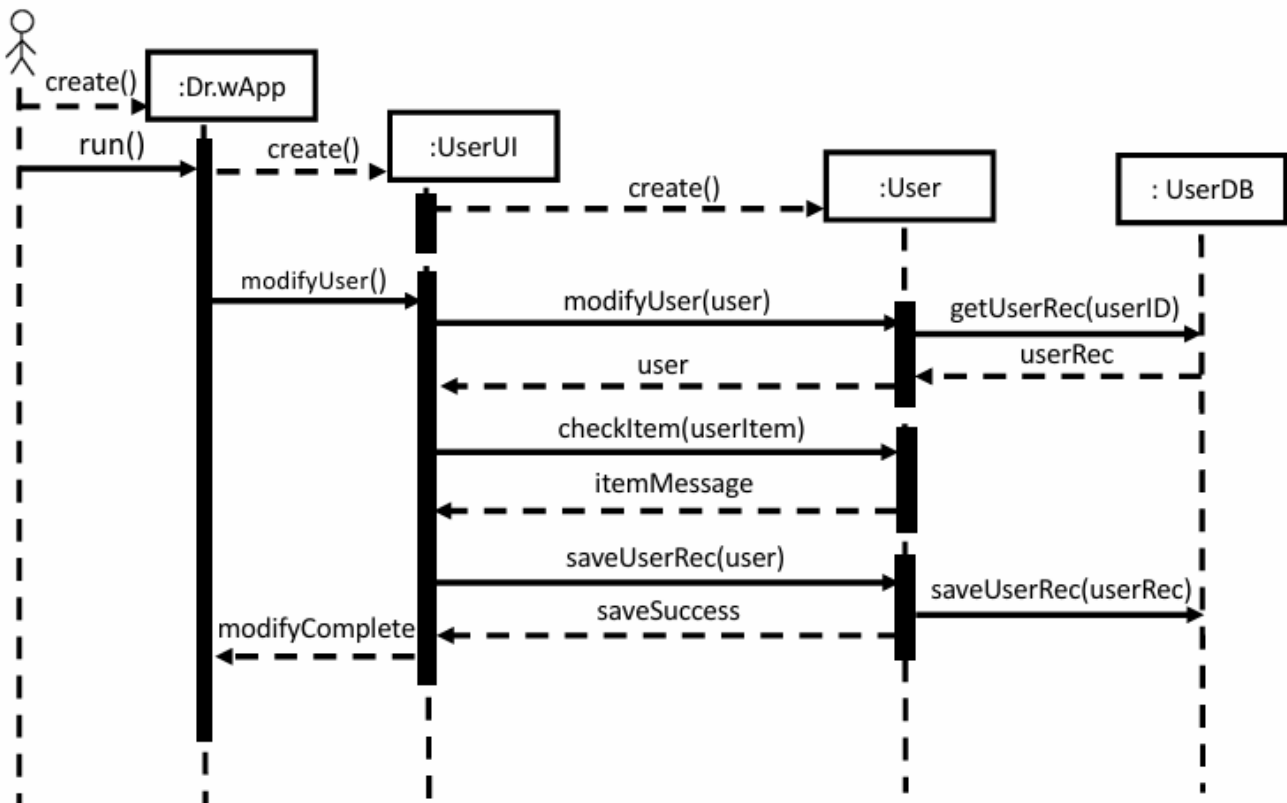 create()
:Dr.wApp
run()
create()
:UserUI
create()
:User
: UserDB
modifyUser()
modifyUser(user)
getUserRec(userID)
userRec
user
checkItem(userItem)
itemMessage
saveUserRec(user)
saveUserRec(userRec)
saveSuccess
modifyComplete